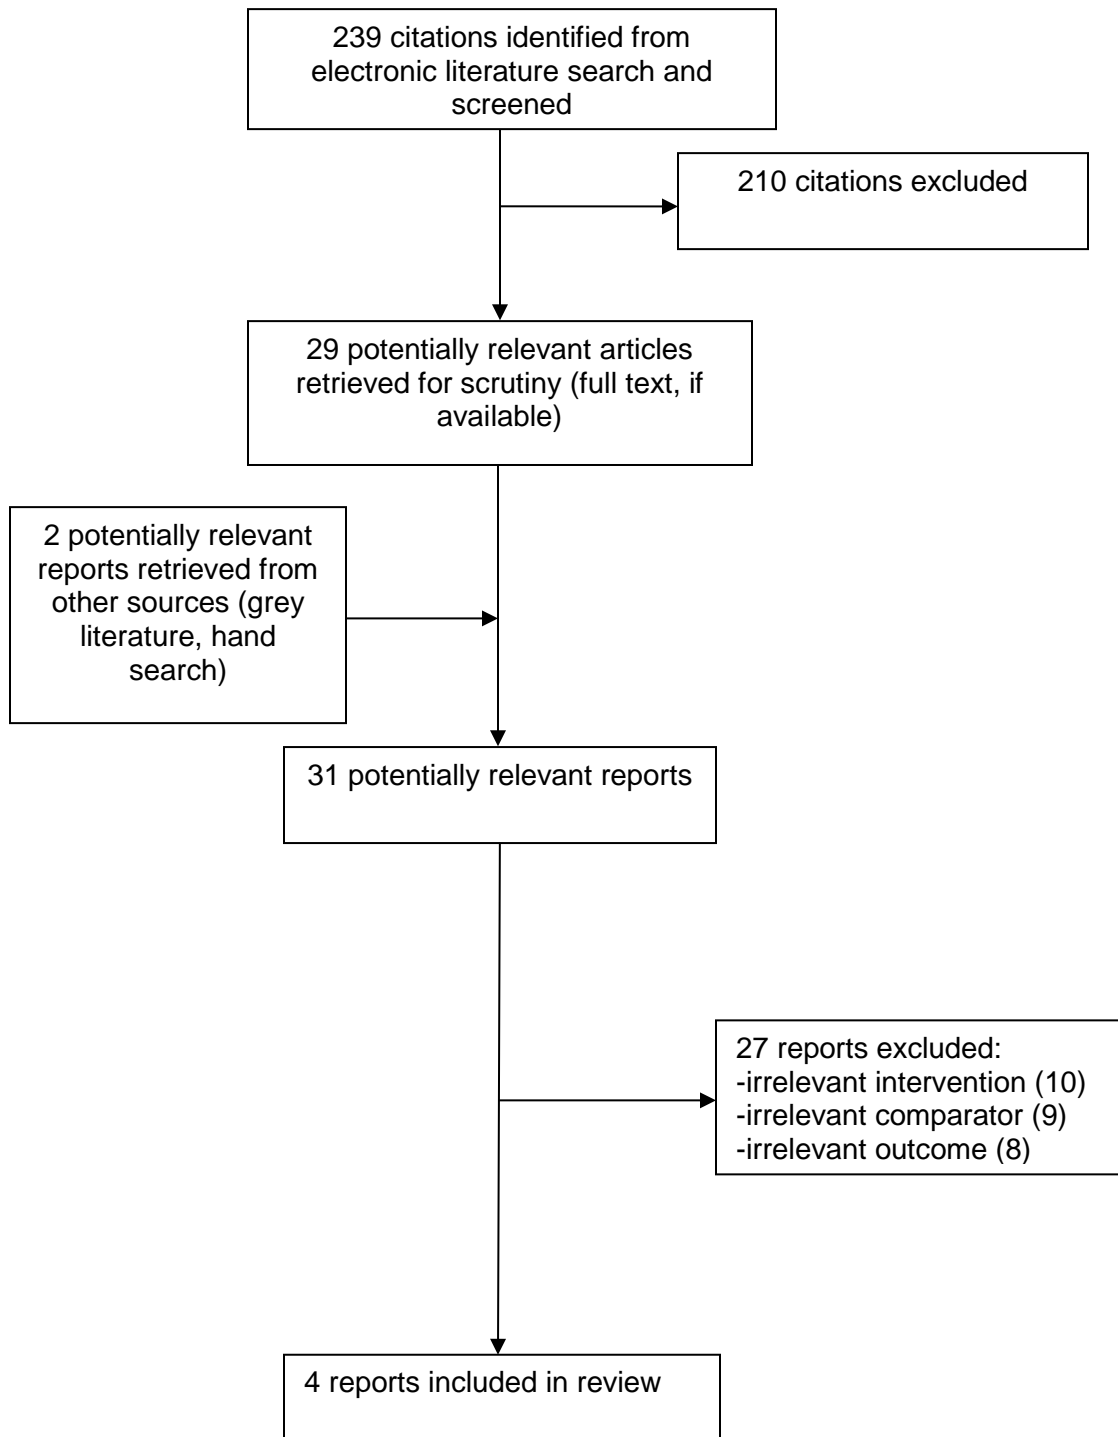 239 citations identified from
electronic literature search and
screened
210 citations excluded
29 potentially relevant articles
retrieved for scrutiny (full text, if
available)
2 potentially relevant
reports retrieved from
other sources (grey
literature, hand
search)
31 potentially relevant reports
27 reports excluded:
-irrelevant intervention (10)
-irrelevant comparator (9)
-irrelevant outcome (8)
4 reports included in review